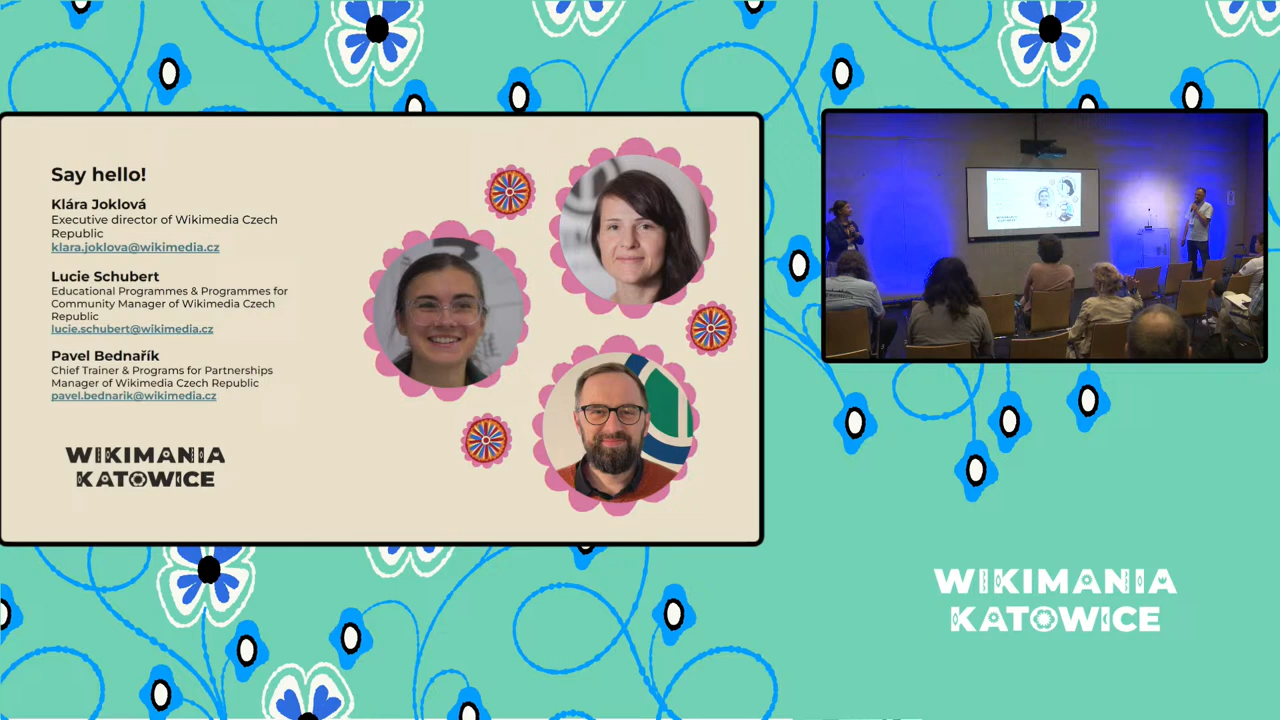 Say hello!
Klára Joklová
Executive director of Wikimedia Czech
Republic
klara.joklova@wikimedia.cz
Lucie Schubert
Educational Programmes & Programmes for
Community Manager of Wikimedia Czech
Republic
lucie.schubert@wikimedia.cz
Pavel Bednařík
Chief Trainer & Programs for Partnerships
Manager of Wikimedia Czech Republic
pavel.bednarik@wikimedia.cz
WIKIMANIA
KATOWICE
WIKIMANIA
KATOWICE